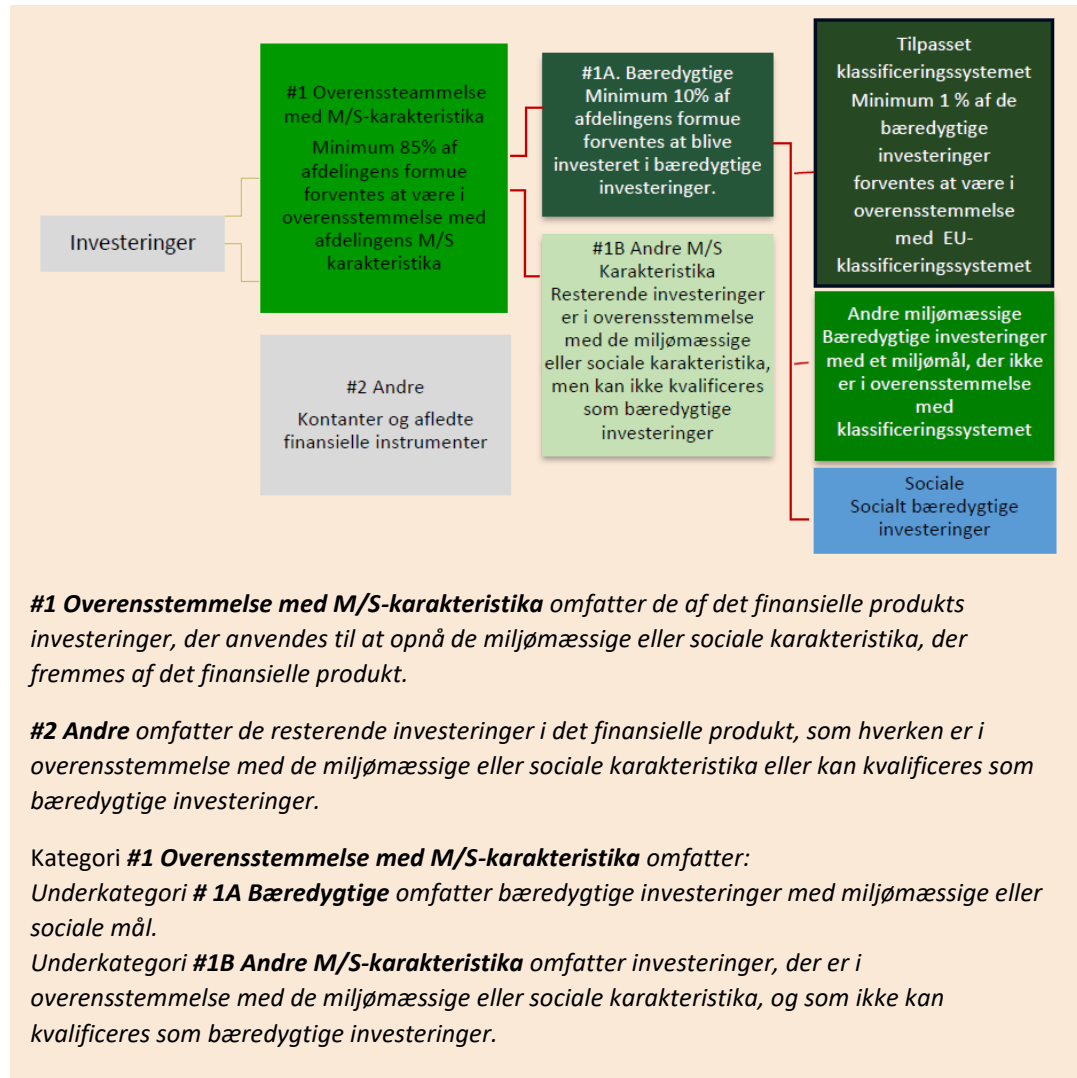 Investeringer
#1 Overenssteammelse
med M/S-karakteristika
Minimum 85% af
afdelingens formue
forventes at være i
overensstemmelse med
afdelingens M/S
karakteristika
#2 Andre
Kontanter og afledte
finansielle instrumenter
#1A. Bæredygtige
Minimum 10% af
afdelingens formue
forventes at blive
investeret i bæredygtige
investeringer.
#1B Andre M/S
Karakteristika
Resterende investeringer
er i overensstemmelse
med de miljømæssige
eller sociale karakteristika,
men kan ikke kvalificeres
som bæredygtige
investeringer
Tilpasset
klassificeringssystemet
Minimum 1 % af de
bæredygtige
investeringer
forventes at være i
overensstemmelse
med EU-
klassificeringssystemet
Andre miljømæssige
Bæredygtige investeringer
med et miljømål, der ikke
er i overensstemmelse
med
klassificeringssystemet
Sociale
Socialt bæredygtige
investeringer
#1 Overensstemmelse med M/S-karakteristika omfatter de af det finansielle produkts
investeringer, der anvendes til at opnå de miljømæssige eller sociale karakteristika, der
fremmes af det finansielle produkt.
#2 Andre omfatter de resterende investeringer i det finansielle produkt, som hverken er i
overensstemmelse med de miljømæssige eller sociale karakteristika eller kan kvalificeres som
bæredygtige investeringer.
Kategori #1 Overensstemmelse med M/S-karakteristika omfatter:
Underkategori # 1A Bæredygtige omfatter bæredygtige investeringer med miljømæssige eller
sociale mål.
Underkategori #1B Andre M/S-karakteristika omfatter investeringer, der er i
overensstemmelse med de miljømæssige eller sociale karakteristika, og som ikke kan
kvalificeres som bæredygtige investeringer.